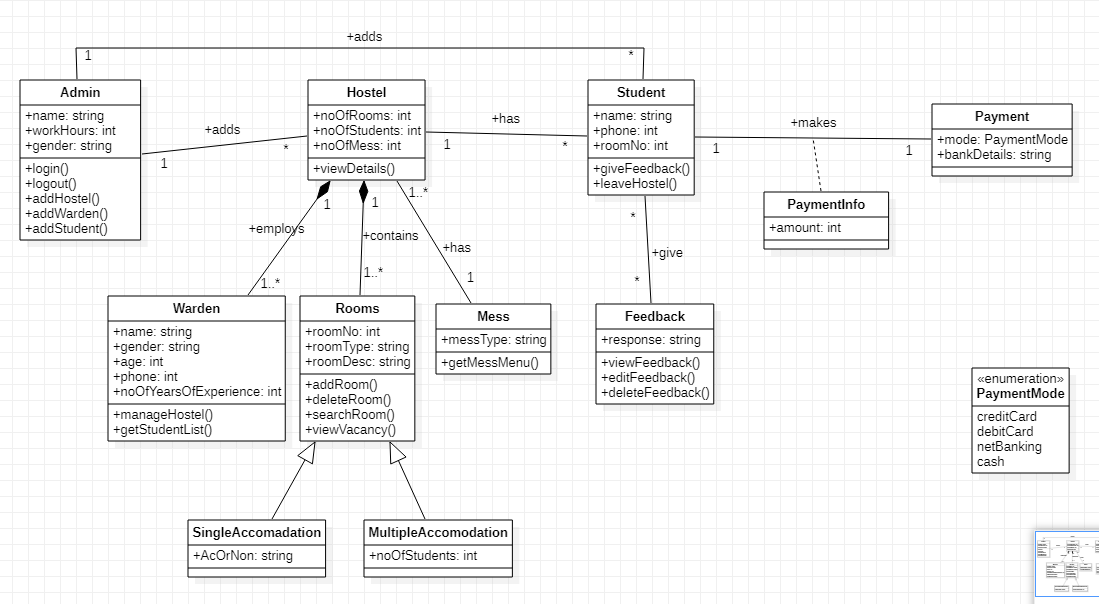 +adds
1
*
Admin
+name: string
+workHours: int
+gender: string
+login()
+logout()
+addHostel()
+addWarden()
+addStudent()
+adds
1
*
Hostel
+noOfRooms: int
+noOfStudents: int
+noOfMess: int
+viewDetails()
+has
1
*
Student
+name: string
+phone: int
+roomNo: int
+giveFeedback()
+leaveHostel()
+makes
1
1
Payment
+mode: PaymentMode
+bankDetails: string
PaymentInfo
+amount: int
1
+employs
1..*
1
+contains
1..*
1..*
+has
1
*
+give
*
Warden
+name: string
+gender: string
+age: int
+phone: int
+noOfYearsOfExperience: int
+manageHostel()
+getStudentList()
Rooms
+roomNo: int
+roomType: string
+roomDesc: string
+addRoom()
+deleteRoom()
+searchRoom()
+viewVacancy()
Mess
+messType: string
+getMessMenu()
Feedback
+response: string
+viewFeedback()
+editFeedback()
+deleteFeedback()
«enumeration»
PaymentMode
creditCard
debitCard
netBanking
cash
SingleAccomadation
+AcOrNon: string
MultipleAccomodation
+noOfStudents: int